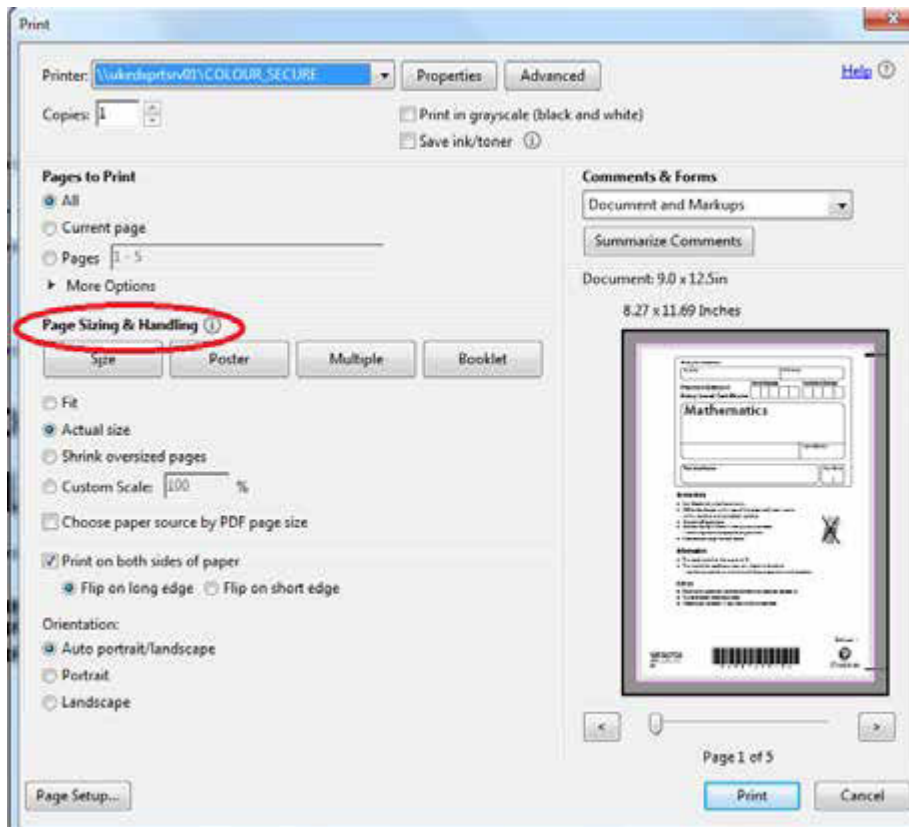 Print
Printer: \\ukrdsprtsrv01\COLOUR_SECURE Properties Advanced Help
Copies: 1 Print in grayscale (black and white)
Save ink/toner
Pages to Print
All
Current page
Pages 1 - 5
More Options
Page Sizing & Handling
Size Poster Multiple Booklet
Fit
Actual size
Shrink oversized pages
Custom Scale: 100 %
Choose paper source by PDF page size
Print on both sides of paper
Flip on long edge Flip on short edge
Orientation:
Auto portrait/landscape
Portrait
Landscape
Comments & Forms
Document and Markups
Summarize Comments
Document: 9.0 x 12.5in
8.27 x 11.69 Inches
Mathematics
< >
Page 1 of 5
Page Setup... Print Cancel